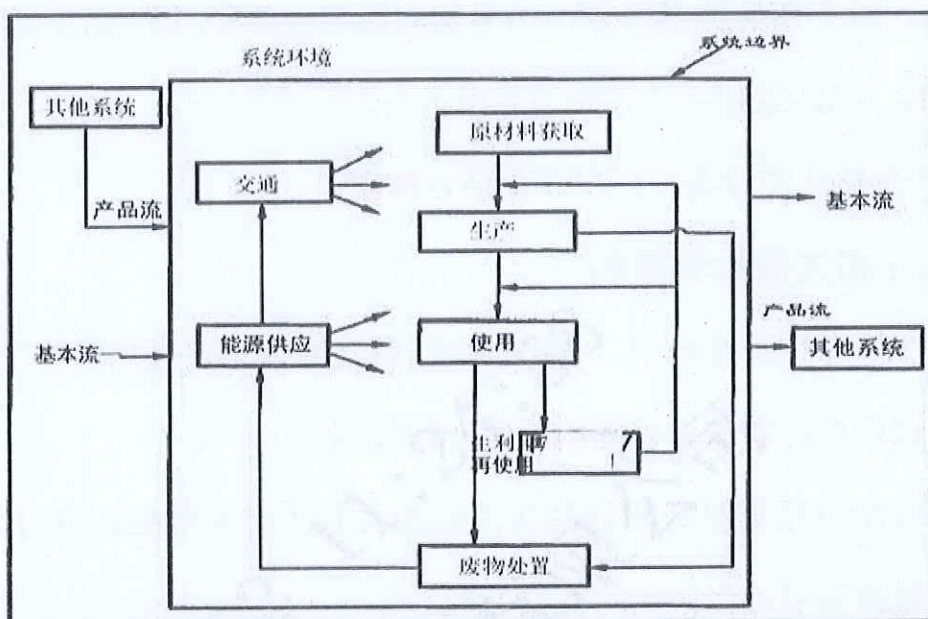 系统环境
系统边界
其他系统
原材料获取
交通
产品流
生产
基本流
产品流
能源供应
使用
基本流
其他系统
生利
再使用
废物处置